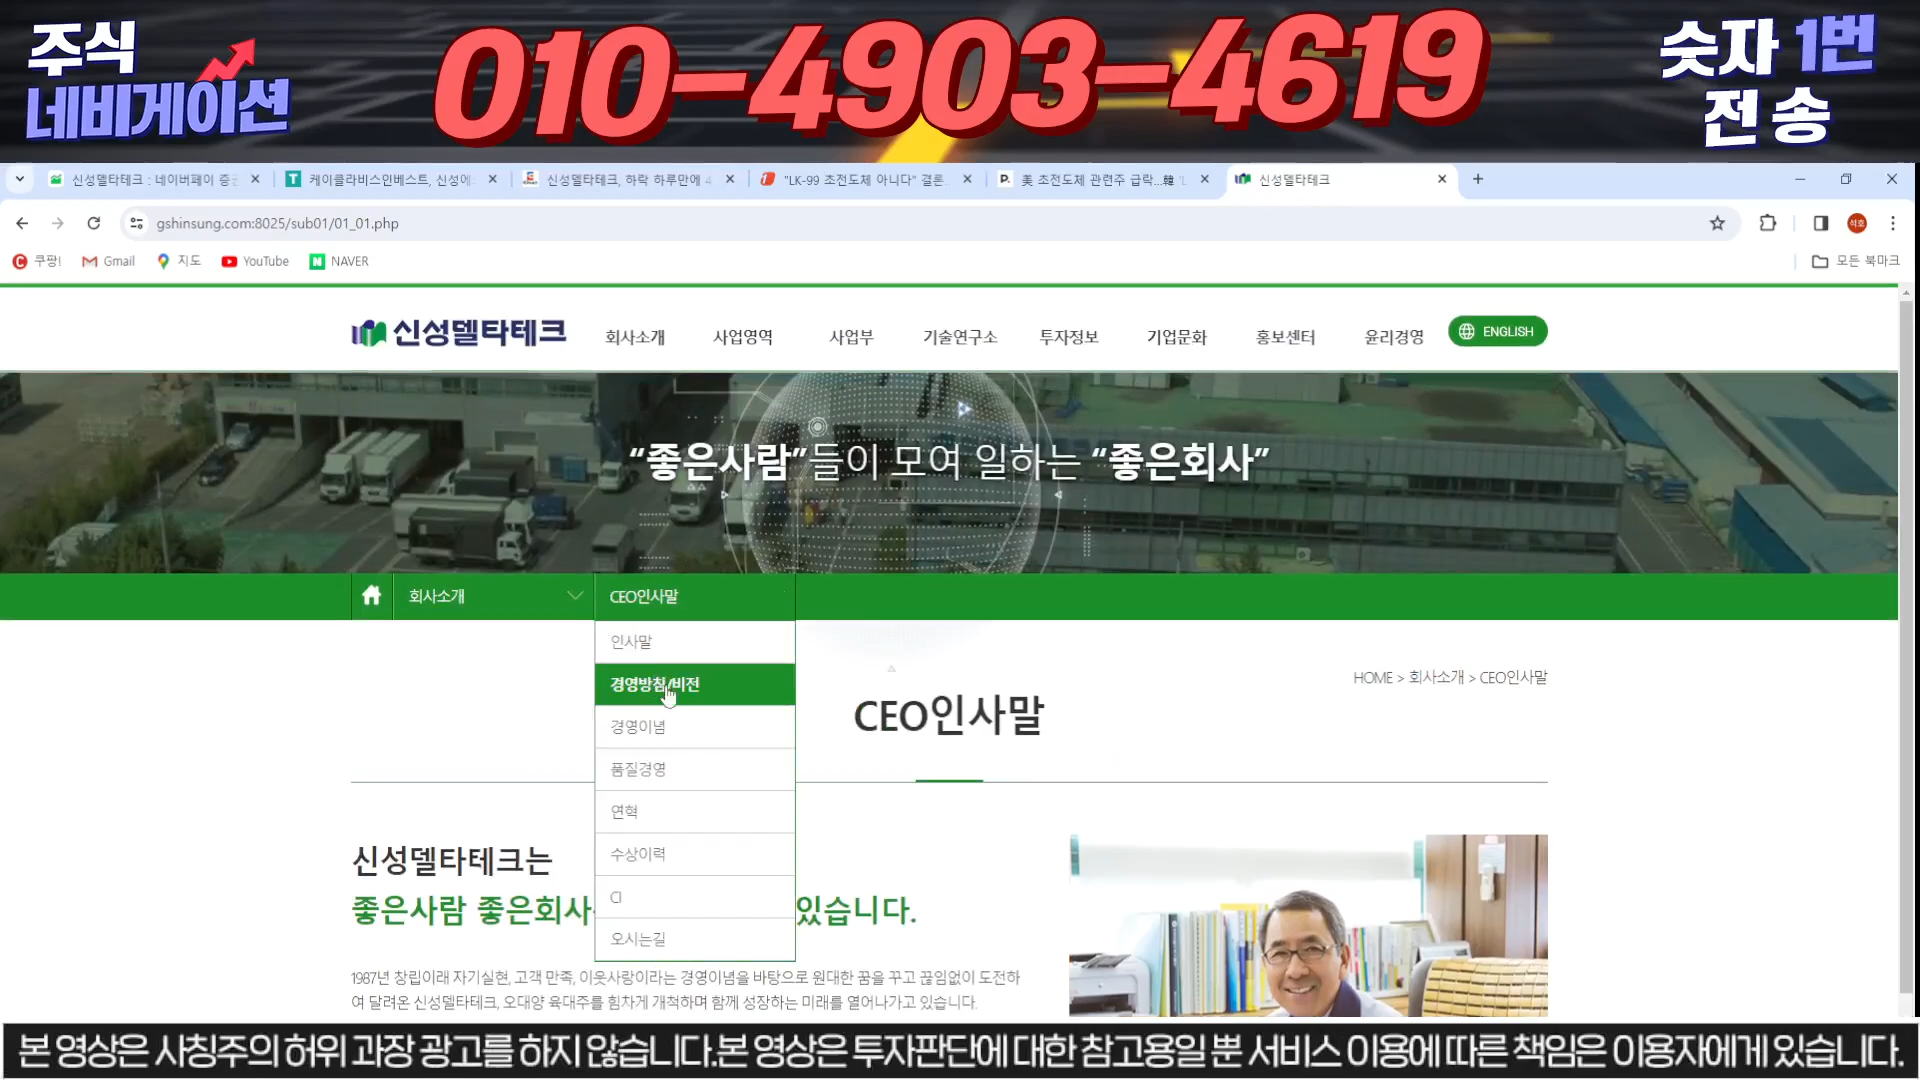 주식
네비게이션
010-4903-4619
숫자 1번
전송
신성델타테크 : 네이버페이 증권
케이클라비스인베스트, 신성에
신성델타테크, 하락 하루만에 4
"LK-99 초전도체 아니다" 결론..
美 초전도체 관련주 급락...韓 'L
신성델타테크
gshinsung.com:8025/sub01/01_01.php
석호
쿠팡!
Gmail
지도
YouTube
NAVER
모든 북마크
신성델타테크
회사소개
사업영역
사업부
기술연구소
투자정보
기업문화
홍보센터
윤리경영
ENGLISH
“좋은사람”들이 모여 일하는 “좋은회사”
회사소개
CEO인사말
인사말
경영방침/비전
경영이념
품질경영
연혁
수상이력
CI
오시는길
HOME > 회사소개 > CEO인사말
CEO인사말
신성델타테크는
좋은사람 좋은회사 있습니다.
1987년 창립이래 자기실현, 고객 만족, 이웃사랑이라는 경영이념을 바탕으로 원대한 꿈을 꾸고 끊임없이 도전하
여 달려온 신성델타테크, 오대양 육대주를 힘차게 개척하며 함께 성장하는 미래를 열어나가고 있습니다.
본 영상은 사칭주의 허위 과장 광고를 하지 않습니다.본 영상은 투자판단에 대한 참고용일 뿐 서비스 이용에 따른 책임은 이용자에게 있습니다.